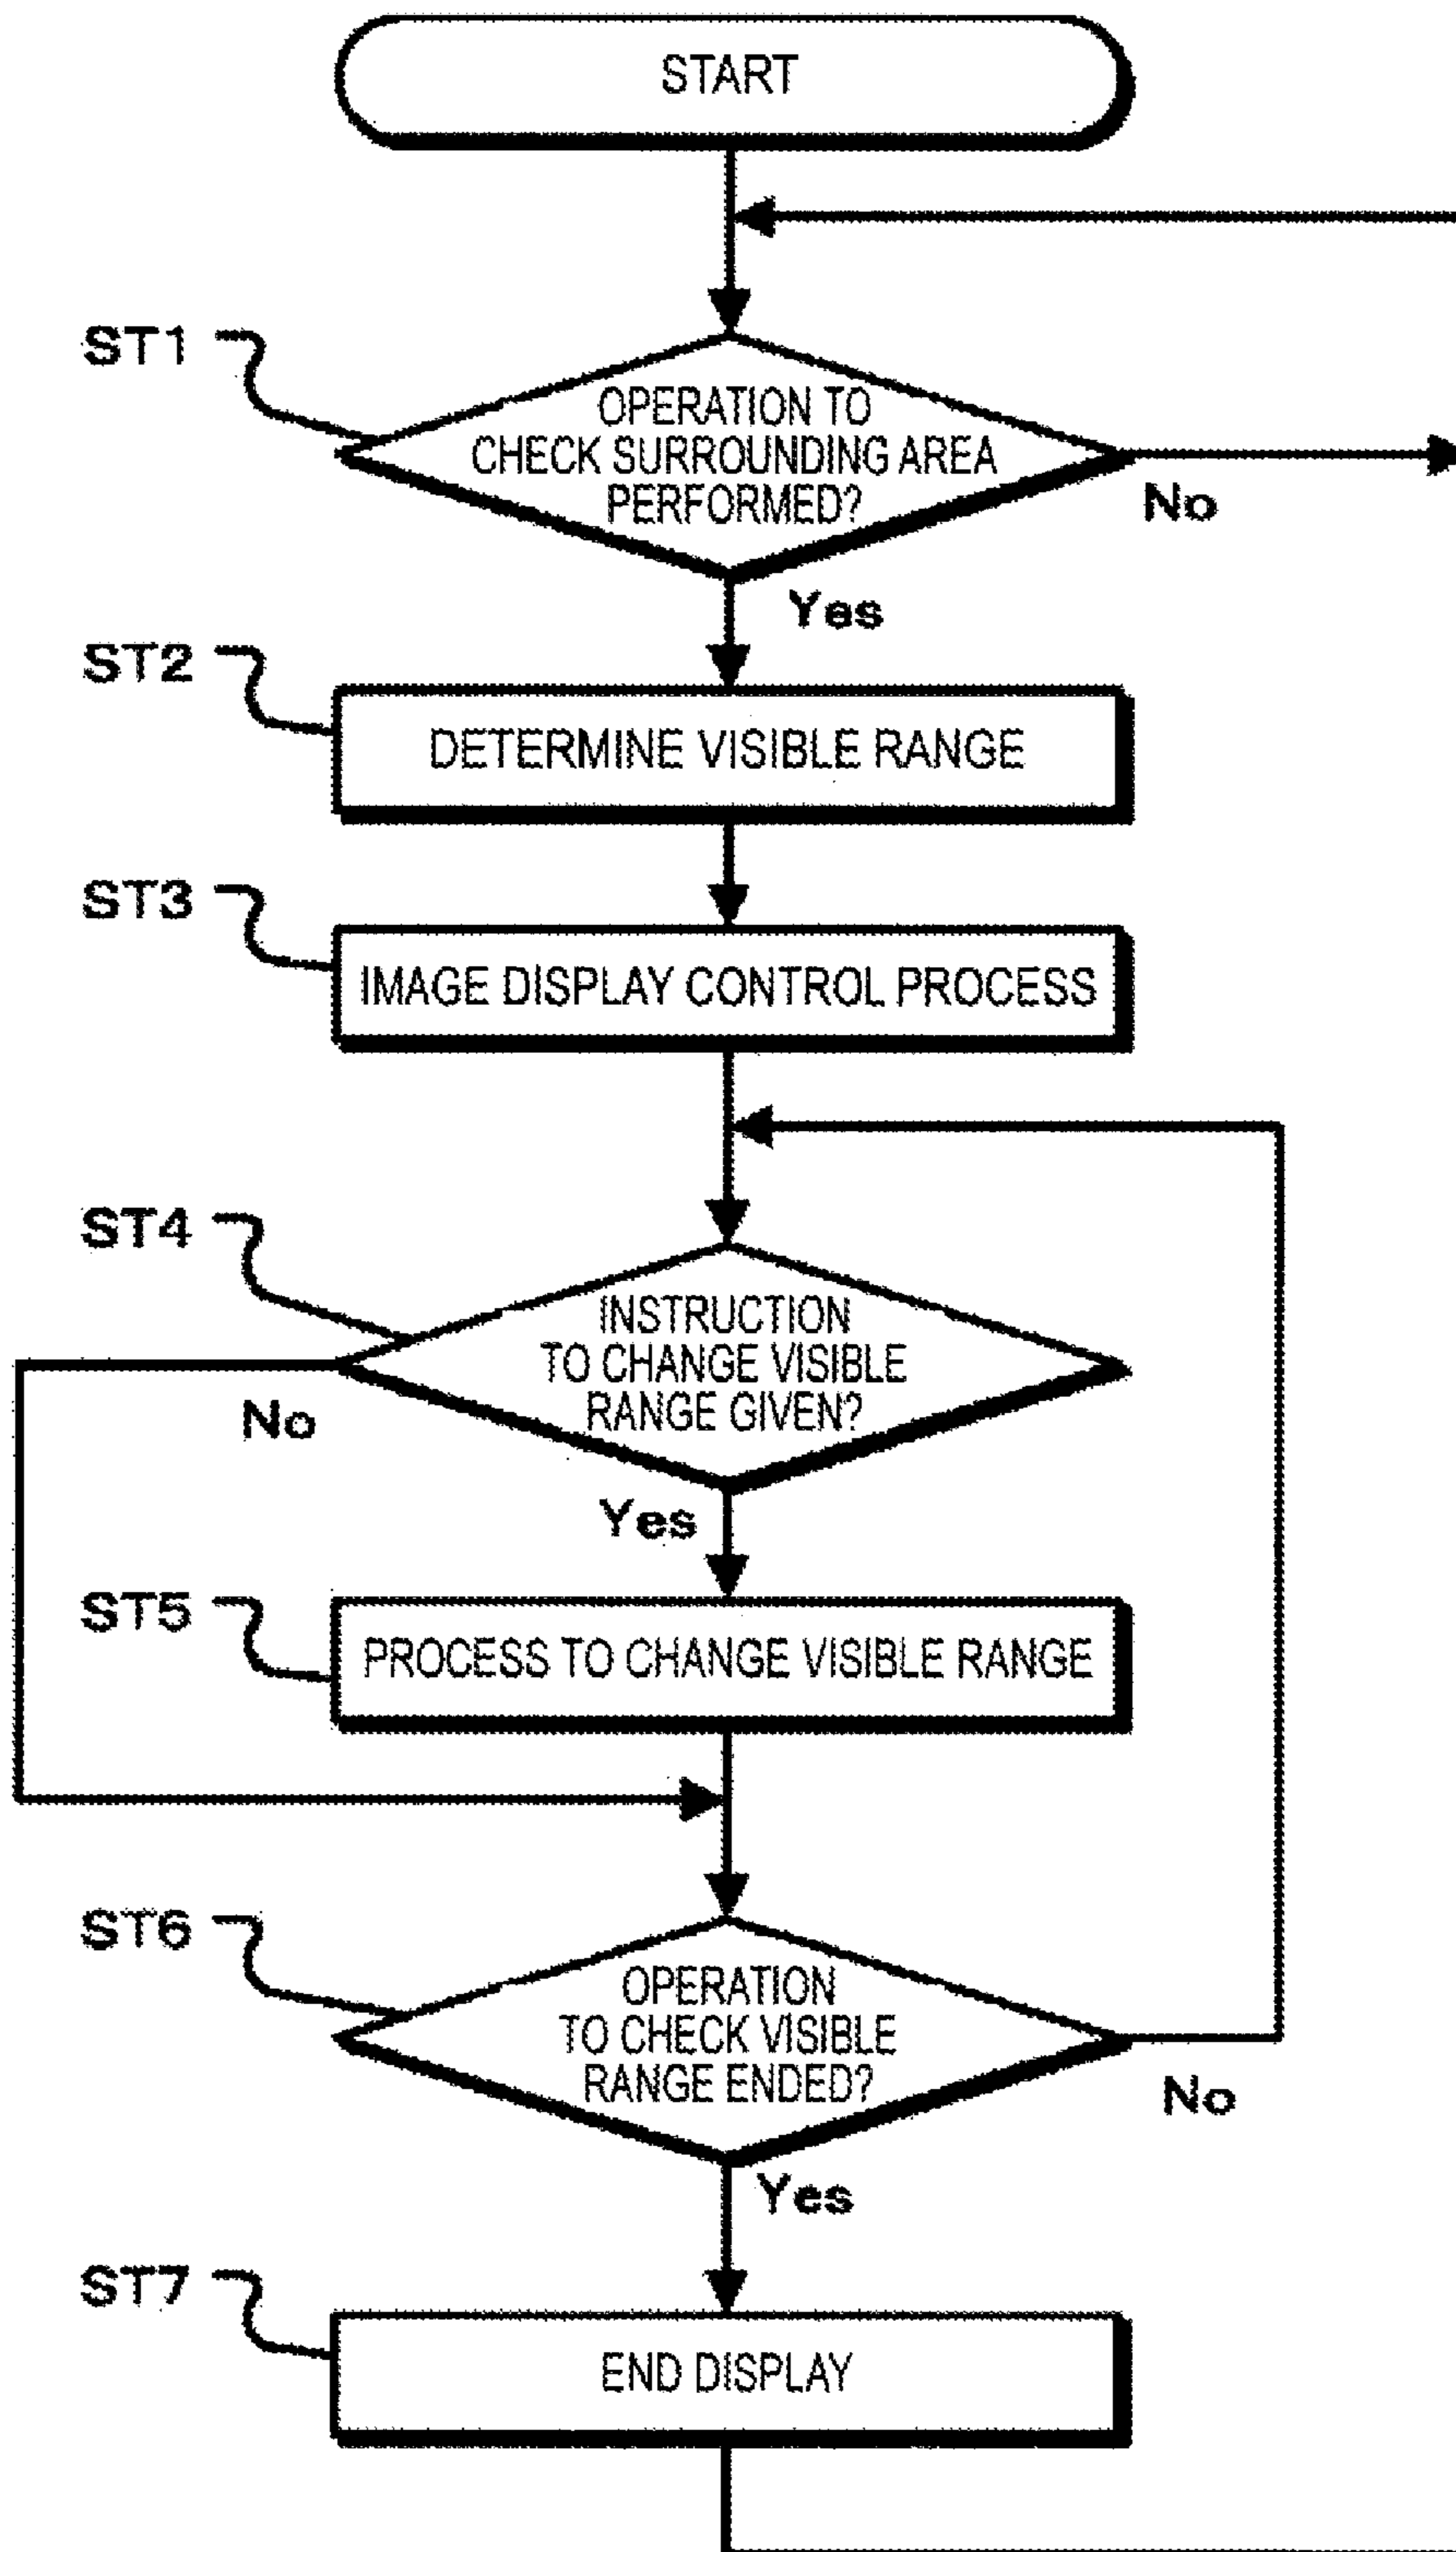 START
ST1
OPERATION TO
CHECK SURROUNDING AREA
PERFORMED?
No
Yes
ST2
DETERMINE VISIBLE RANGE
ST3
IMAGE DISPLAY CONTROL PROCESS
ST4
INSTRUCTION
TO CHANGE VISIBLE
RANGE GIVEN?
No
Yes
ST5
PROCESS TO CHANGE VISIBLE RANGE
ST6
OPERATION
TO CHECK VISIBLE
RANGE ENDED?
No
Yes
ST7
END DISPLAY